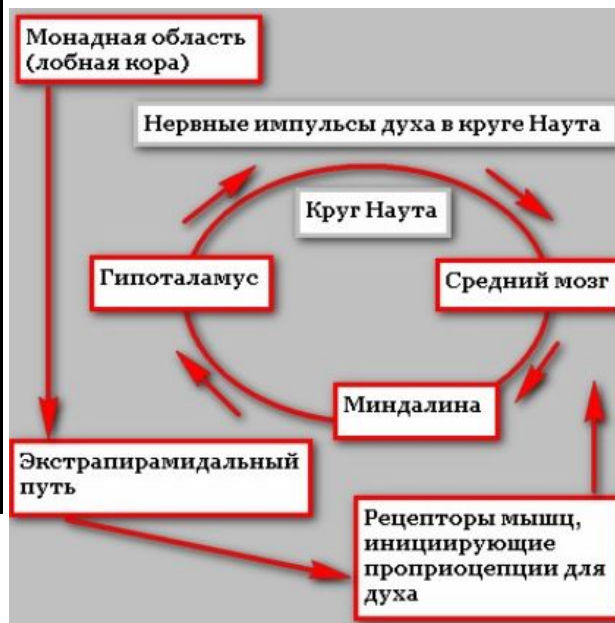 Монадная область
(лобная кора)
Нервные импульсы духа в круге Наута
Круг Наута
Гипоталамус
Средний мозг
Миндалина
Экстрапирамидальный
путь
Рецепторы мышц,
инициирующие
проприоцепции для
духа